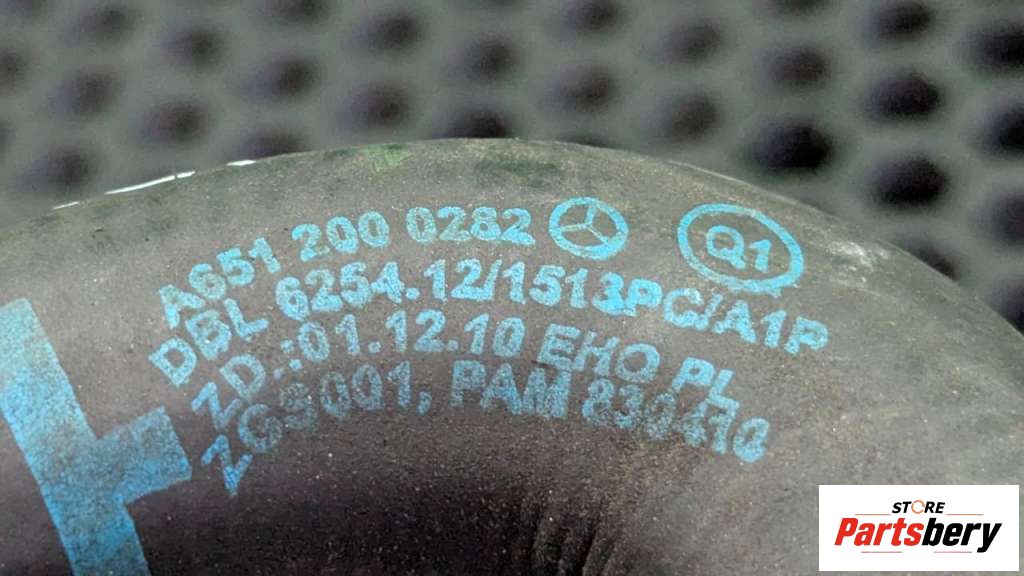 A651 200 0282
Q1
DBL 6254.12/1513PC/A1P
ZD.:01.12.10 EHO PL
ZGS001, PAM 230410
STORE
Partsbery